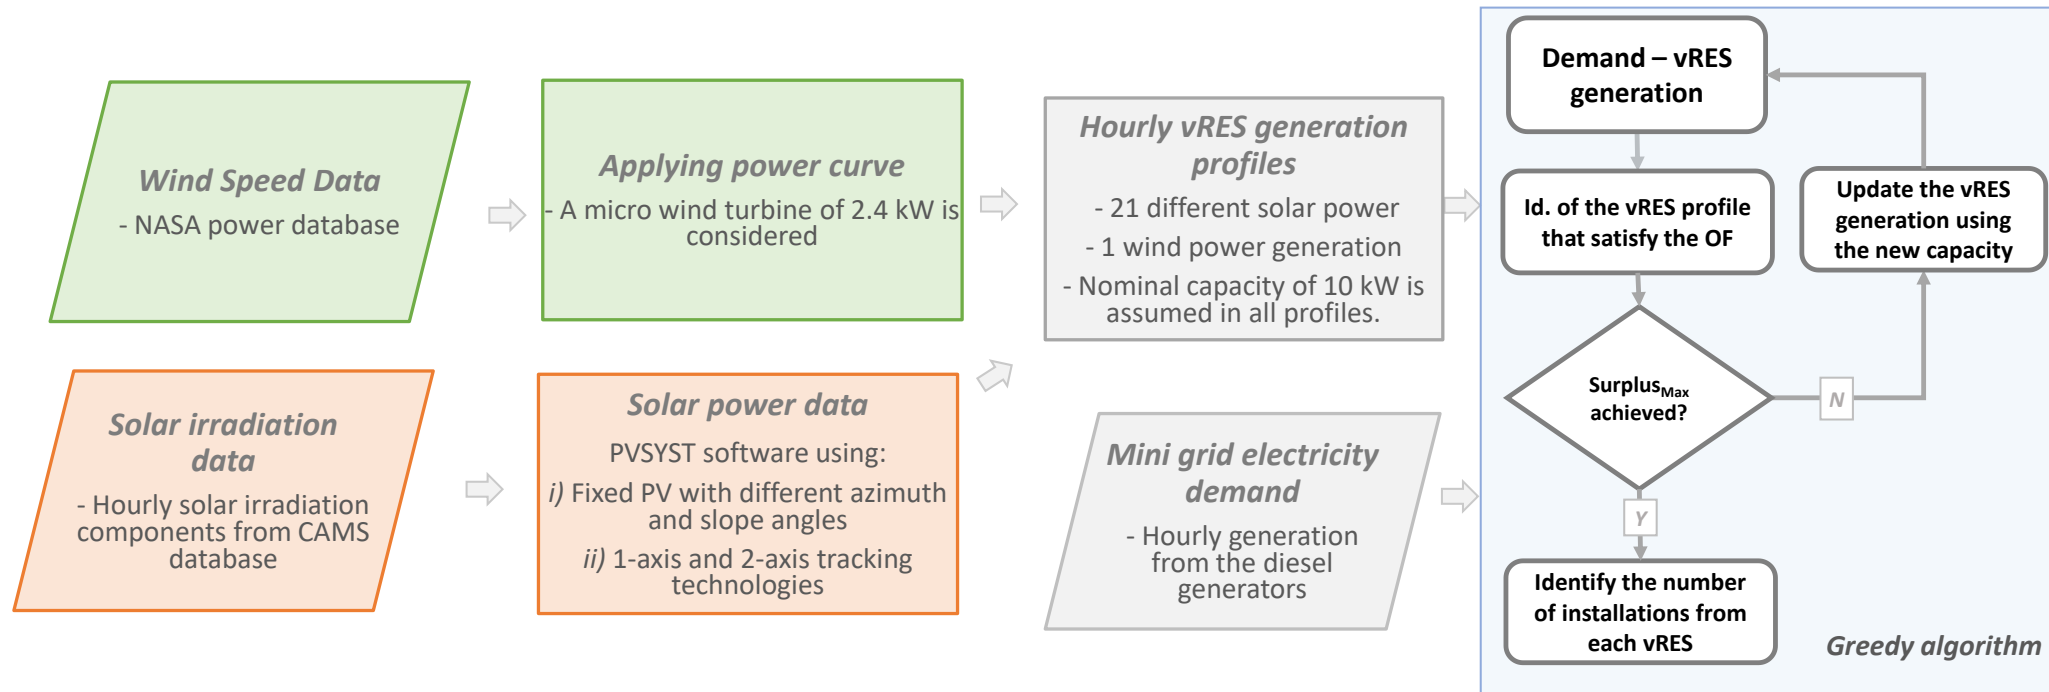 Wind Speed Data
- NASA power database
Applying power curve
- A micro wind turbine of 2.4 kW is
considered
Solar irradiation
data
- Hourly solar irradiation
components from CAMS
database
Solar power data
PVSYST software using:
i) Fixed PV with different azimuth
and slope angles
ii) 1-axis and 2-axis tracking
technologies
Hourly vRES generation
profiles
- 21 different solar power
- 1 wind power generation
- Nominal capacity of 10 kW is
assumed in all profiles.
Mini grid electricity
demand
- Hourly generation
from the diesel
generators
Demand – vRES
generation
Id. of the vRES profile
that satisfy the OF
Update the vRES
generation using
the new capacity
SurplusMax
achieved?
N
Y
Identify the number
of installations from
each vRES
Greedy algorithm